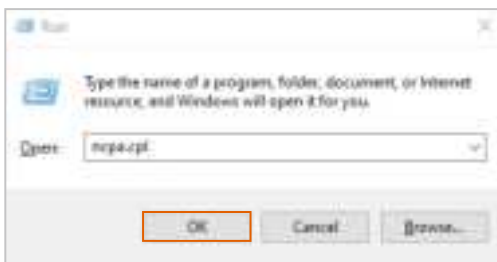 Run
Type the name of a program, folder, document, or Internet
resource, and Windows will open it for you.
Open: ncpa.cpl
OK Cancel Browse...